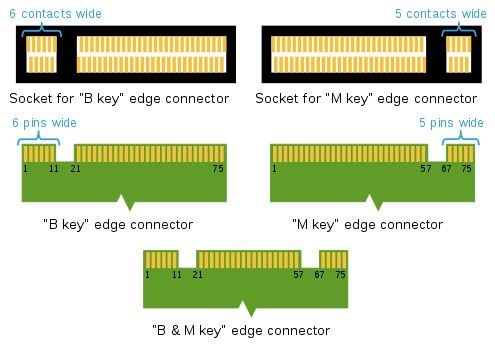 6 contacts wide
5 contacts wide
Socket for "B key" edge connector
Socket for "M key" edge connector
6 pins wide
5 pins wide
1 11 21 75
1 57 67 75
"B key" edge connector
"M key" edge connector
1 11 21 57 67 75
"B & M key" edge connector